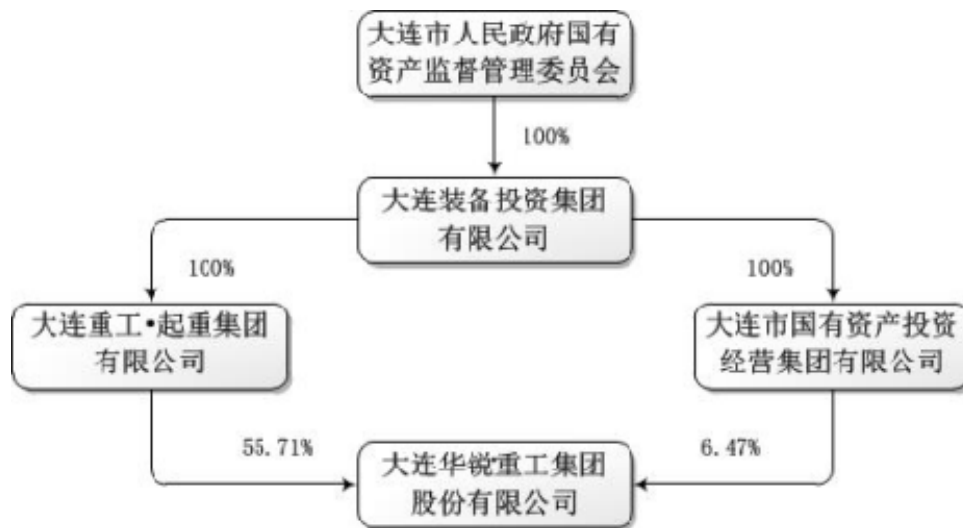 大连市人民政府国有
资产监督管理委员会
100%
大连装备投资集团
有限公司
100%
100%
大连重工•起重集团
有限公司
大连市国有资产投资
经营集团有限公司
55.71%
6.47%
大连华锐重工集团
股份有限公司